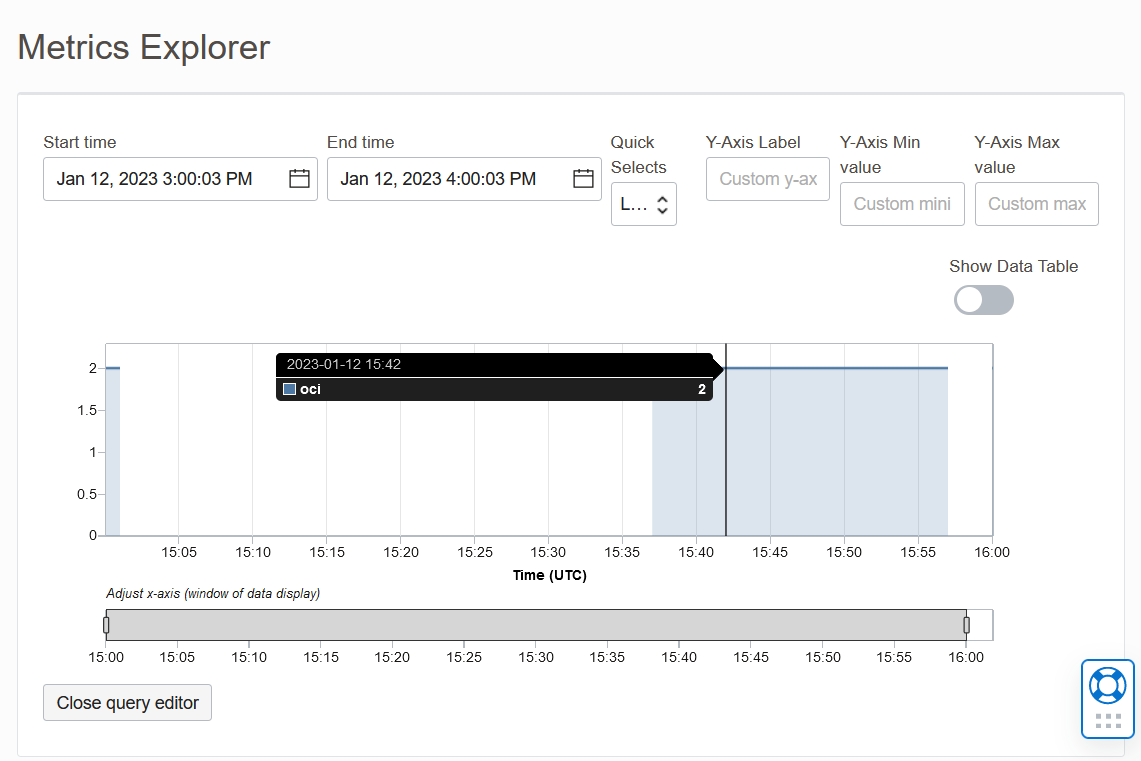 Metrics Explorer
Start time
End time
Quick Selects
Y-Axis Label
Y-Axis Min value
Y-Axis Max value
Jan 12, 2023 3:00:03 PM
Jan 12, 2023 4:00:03 PM
L...
Custom y-ax
Custom mini
Custom max
Show Data Table
2023-01-12 15:42
oci 2
2
1.5
1
0.5
0
15:05 15:10 15:15 15:20 15:25 15:30 15:35 15:40 15:45 15:50 15:55 16:00
Time (UTC)
Adjust x-axis (window of data display)
15:00 15:05 15:10 15:15 15:20 15:25 15:30 15:35 15:40 15:45 15:50 15:55 16:00
Close query editor